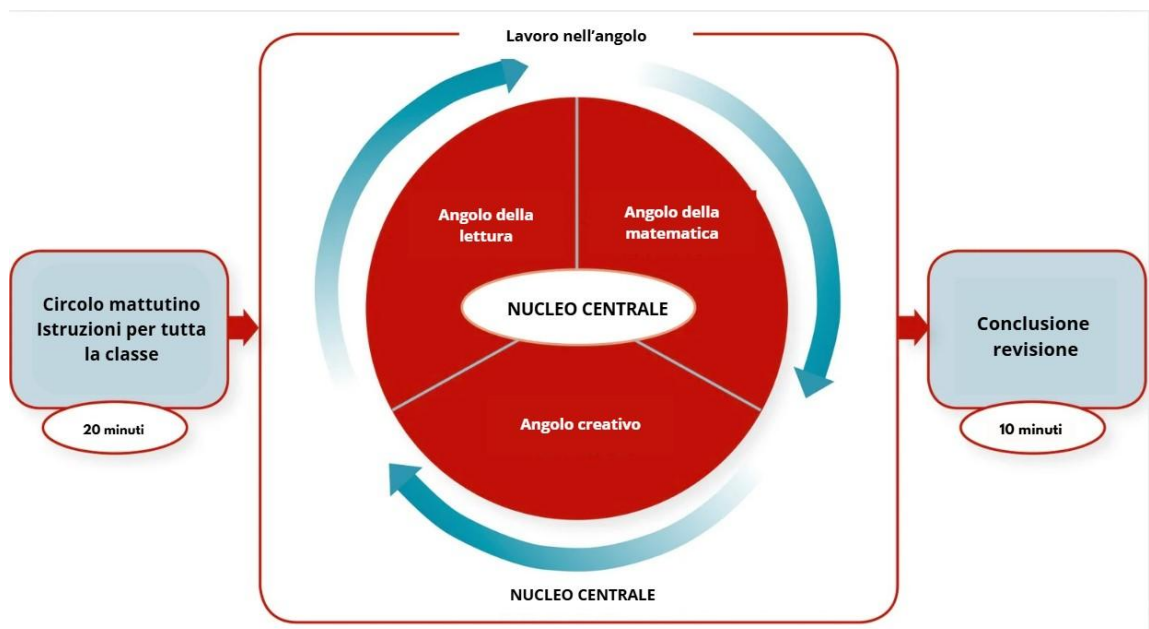 Lavoro nell’angolo
Angolo della
lettura
Angolo della
matematica
NUCLEO CENTRALE
Angolo creativo
NUCLEO CENTRALE
Circolo mattutino
Istruzioni per tutta
la classe
20 minuti
Conclusione
revisione
10 minuti